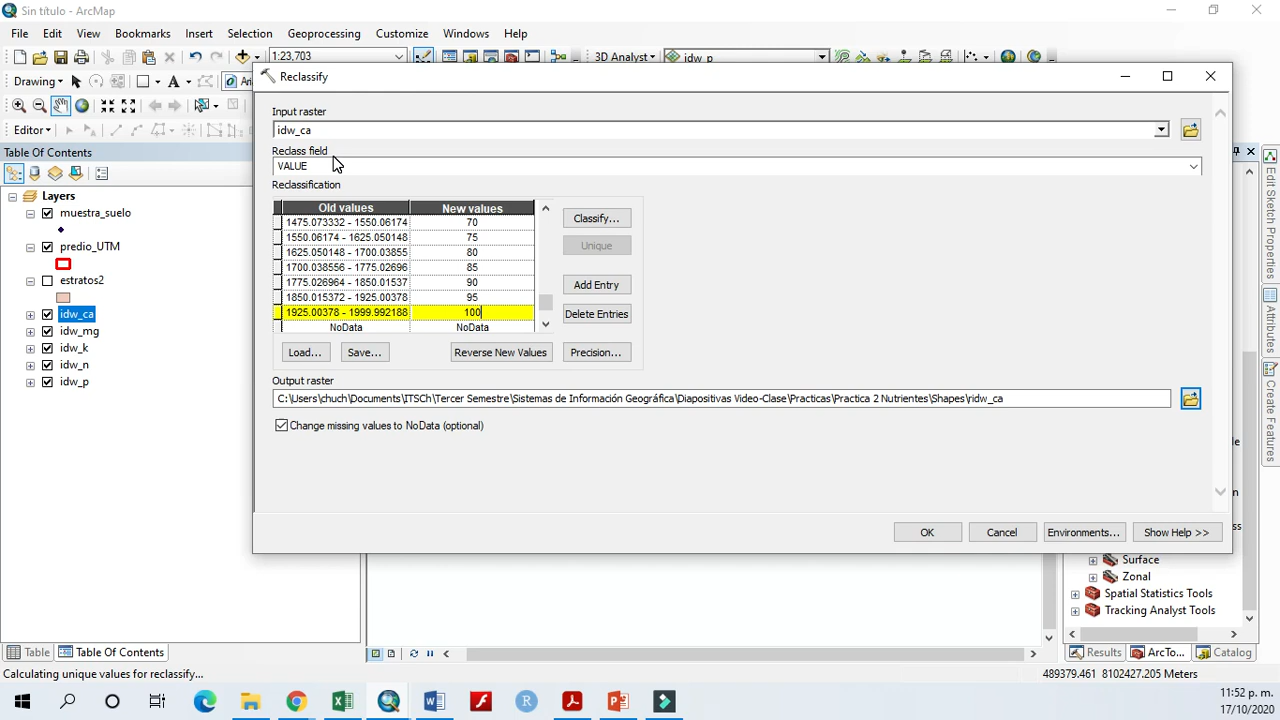 Sin título - ArcMap
File Edit View Bookmarks Insert Selection Geoprocessing Customize Windows Help
1:23,703 3D Analyst idw_p
Drawing A
Editor
Table Of Contents
Layers
muestra_suelo
predio_UTM
estratos2
idw_ca
idw_mg
idw_k
idw_n
idw_p
Reclassify
Input raster
idw_ca
Reclass field
VALUE
Reclassification
Old values New values
1475.073332 - 1550.06174 70
1550.06174 - 1625.050148 75
1625.050148 - 1700.03855 80
1700.038556 - 1775.02696 85
1775.026964 - 1850.01537 90
1850.015372 - 1925.00378 95
1925.00378 - 1999.992188 100
NoData NoData
Classify...
Unique
Add Entry
Delete Entries
Load... Save... Reverse New Values Precision...
Output raster
C:\Users\chuch\Documents\ITSCh\Tercer Semestre\Sistemas de Información Geográfica\Diapositivas Video-Clase\Practicas\Practica 2 Nutrientes\Shapes\ridw_ca
Change missing values to NoData (optional)
OK Cancel Environments... Show Help >>
Edit Sketch Properties
Attributes
Create Features
Surface
Zonal
Spatial Statistics Tools
Tracking Analyst Tools
Table Table Of Contents
Results ArcTo... Catalog
Calculating unique values for reclassify...
489379.461 8102427.205 Meters
11:52 p. m.
17/10/2020